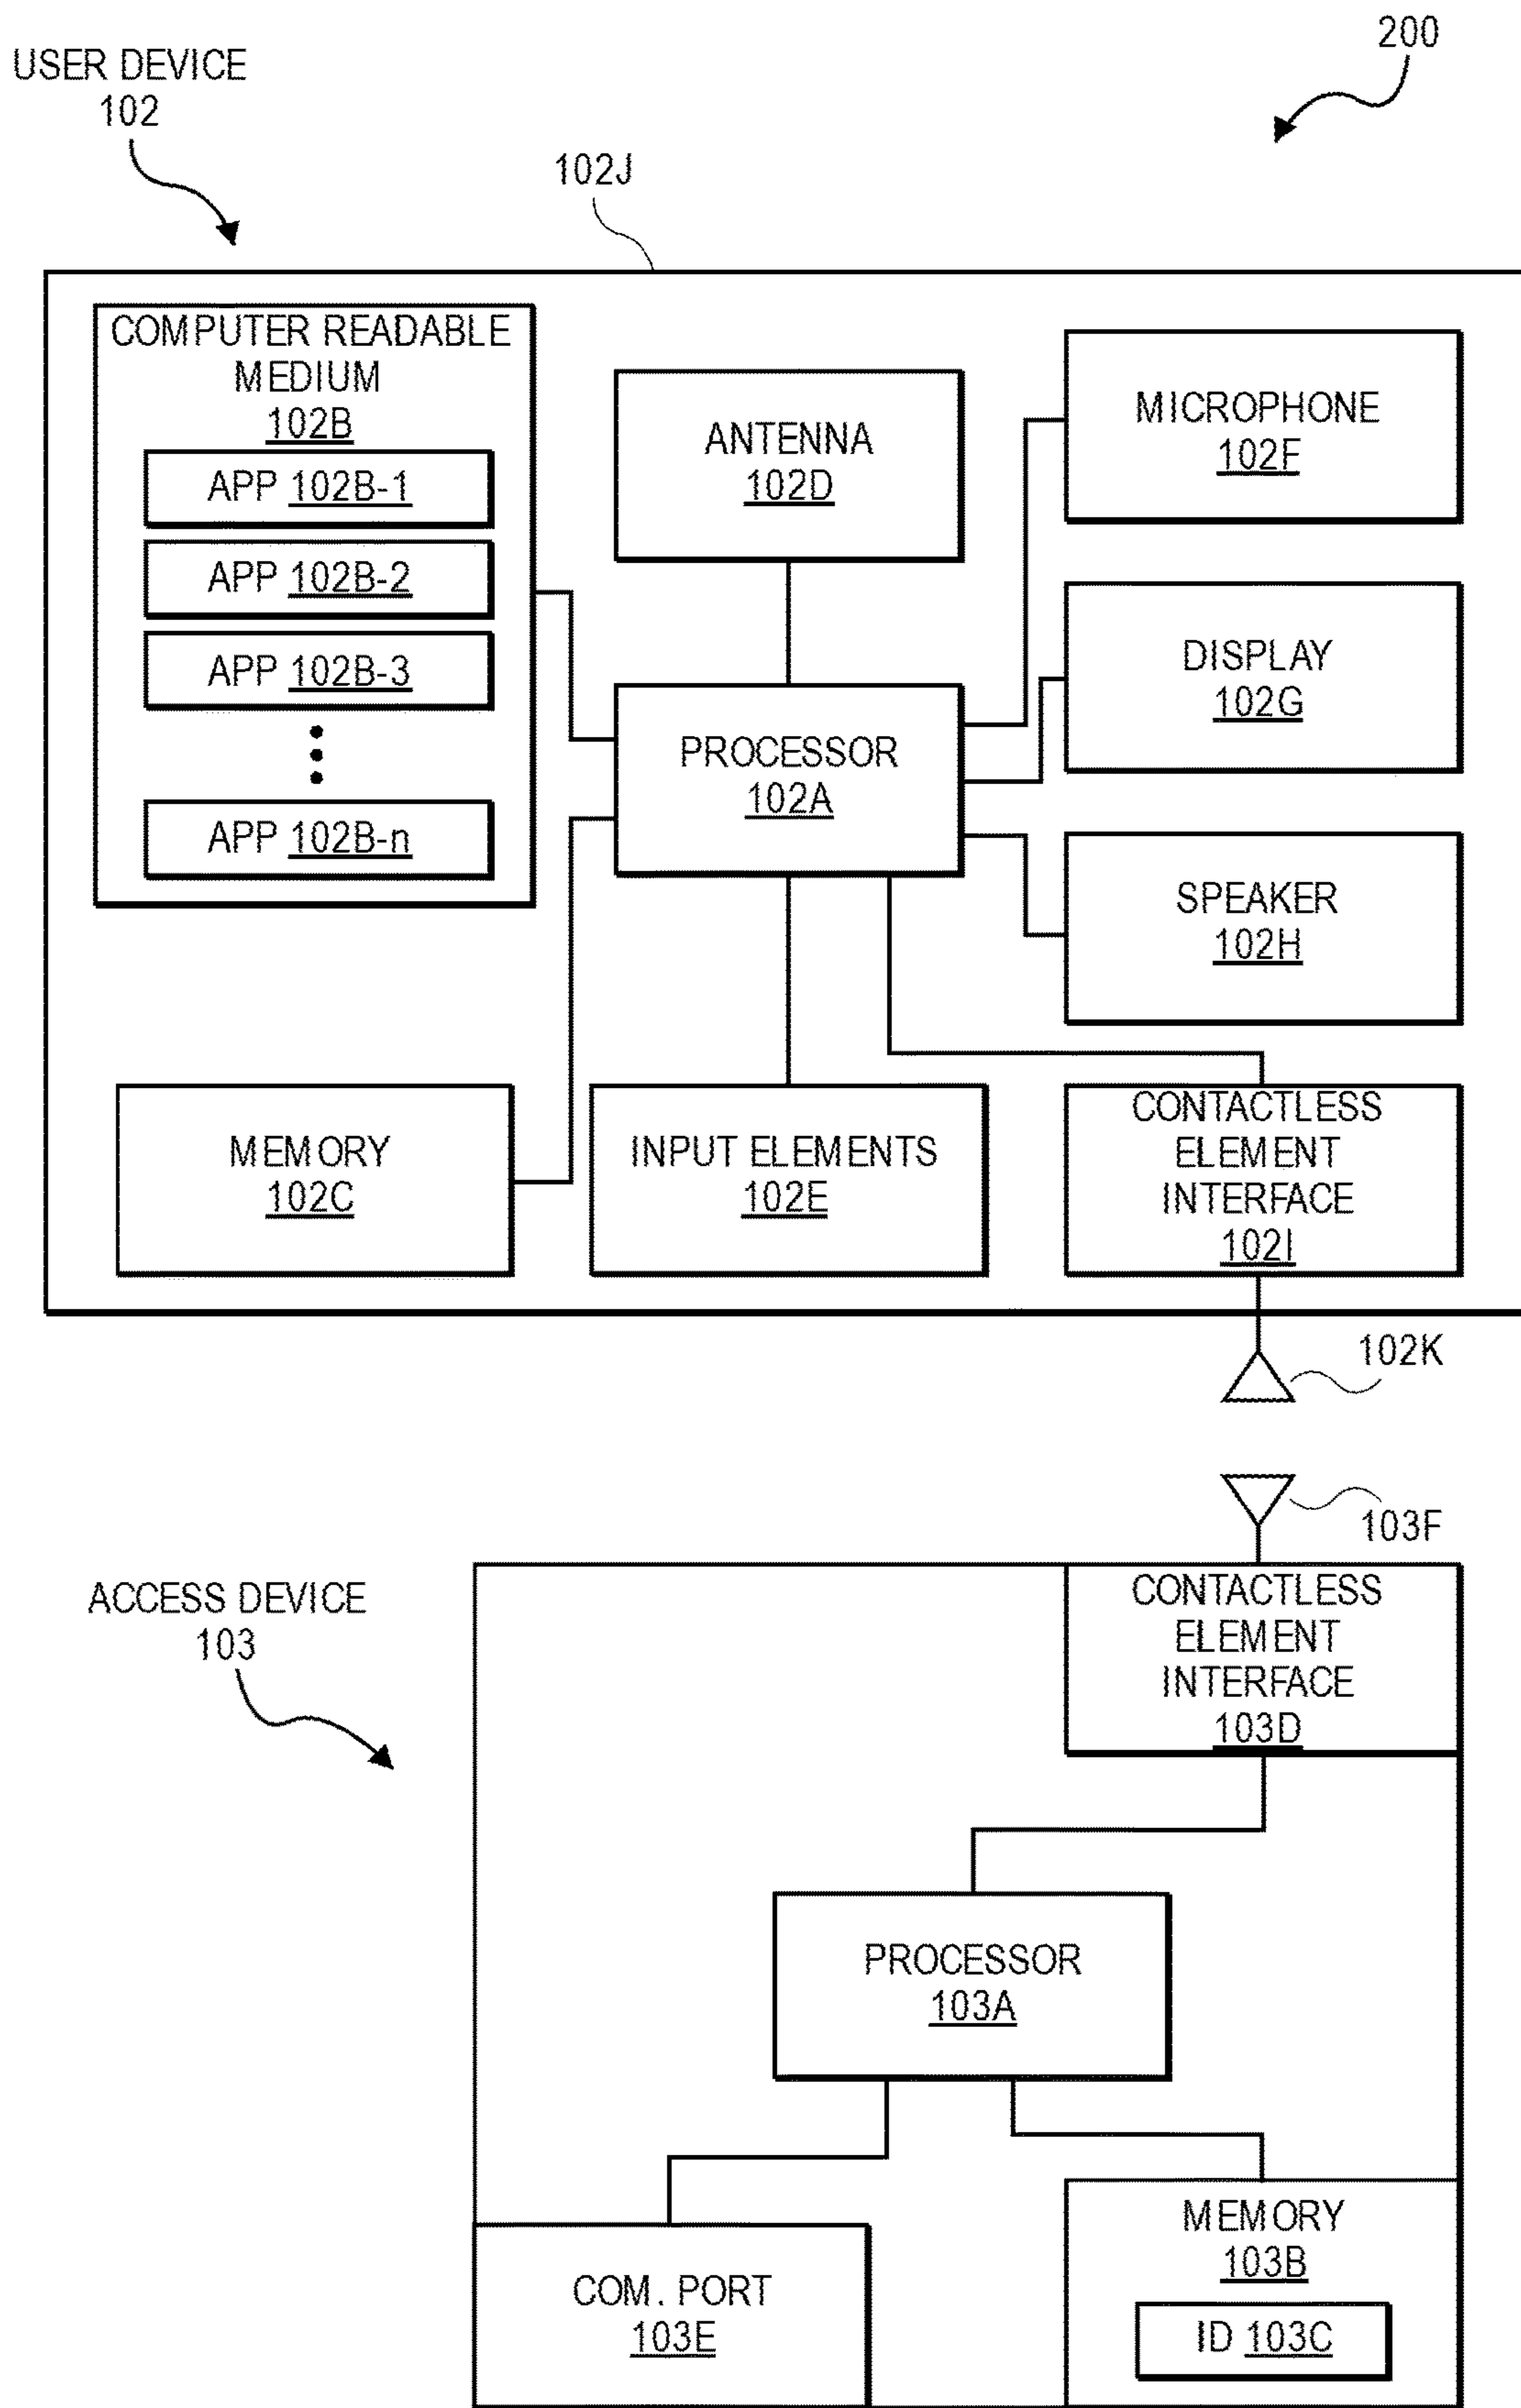 200
USER DEVICE
102
102J
COMPUTER READABLE
MEDIUM
102B
APP 102B-1
APP 102B-2
APP 102B-3
APP 102B-n
ANTENNA
102D
MICROPHONE
102F
DISPLAY
102G
PROCESSOR
102A
SPEAKER
102H
MEMORY
102C
INPUT ELEMENTS
102E
CONTACTLESS
ELEMENT
INTERFACE
102I
102K
103F
ACCESS DEVICE
103
CONTACTLESS
ELEMENT
INTERFACE
103D
PROCESSOR
103A
COM. PORT
103E
MEMORY
103B
ID 103C